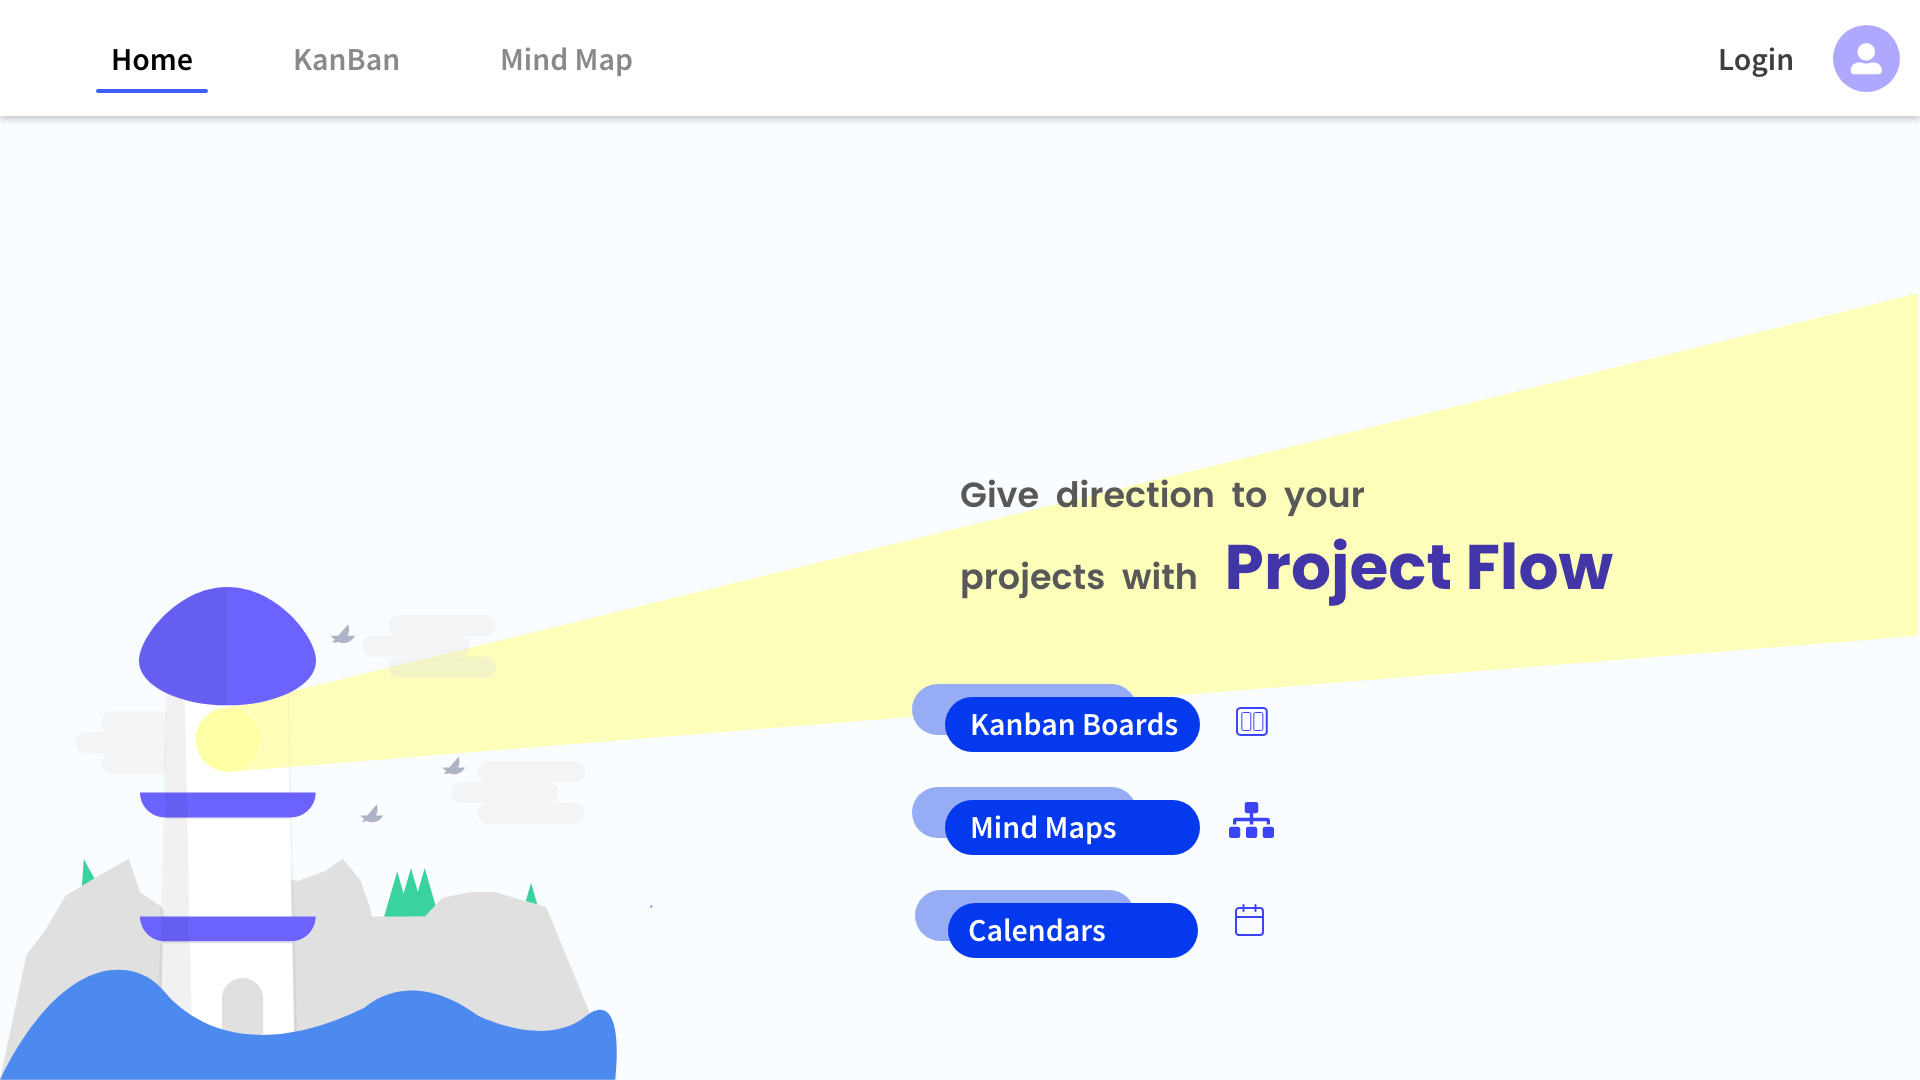 Home KanBan Mind Map Login
Give direction to your
projects with Project Flow
Kanban Boards
Mind Maps
Calendars